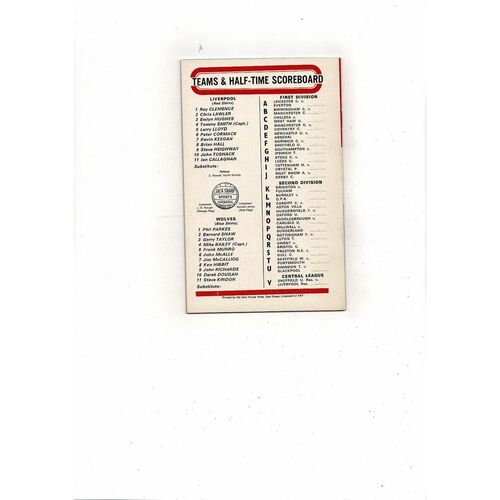 TEAMS & HALF-TIME SCOREBOARD
LIVERPOOL
(Red Shirts)
1 Ray CLEMENCE
2 Chris LAWLER
3 Emlyn HUGHES
4 Tommy SMITH (Capt.)
5 Larry LLOYD
6 Peter CORMACK
7 Kevin KEEGAN
8 Brian HALL
9 Steve HEIGHWAY
10 John TOSHACK
11 Ian CALLAGHAN
Substitute:
Referee:
SPORTS
WOLVES
1 Phil PARKES
2 Bernard SHAW
3 Gerry TAYLOR
4 Mike BAILEY (Capt.)
5 Frank MUNRO
6 John McALLE
7 Jim McCALLIOG
8 Ken HIBBIT
9 John RICHARDS
10 Derek DOUGAN
11 Steve KINDON
Substitute:
FIRST DIVISION
A LEICESTER C. v.
EVERTON
B BIRMINGHAM C. v.
MANCHESTER C.
C CHELSEA v.
WEST HAM U.
D MANCHESTER U. v.
COVENTRY C.
E NEWCASTLE U. v.
ARSENAL
F NORWICH C. v.
SHEFFIELD U.
G SOUTHAMPTON v.
IPSWICH T.
H STOKE C. v.
LEEDS U.
I TOTTENHAM H. v.
CRYSTAL P.
J WEST BROM A. v.
DERBY C.
SECOND DIVISION
K BRIGHTON v.
FULHAM
L BURNLEY v.
Q.P.R.
M CARDIFF C. v.
ASTON VILLA
N HUDDERSFIELD T. v.
OXFORD U.
O MIDDLESBROUGH v.
CARLISLE U.
P MILLWALL v.
SUNDERLAND
Q NOTTINGHAM F. v.
LUTON T.
R ORIENT v.
BRISTOL C.
S PRESTON N.E. v.
HULL C.
T SHEFFIELD W. v.
PORTSMOUTH
U SWINDON T. v.
BLACKPOOL
CENTRAL LEAGUE
V SHEFFIELD U. Res. v.
LIVERPOOL Res.